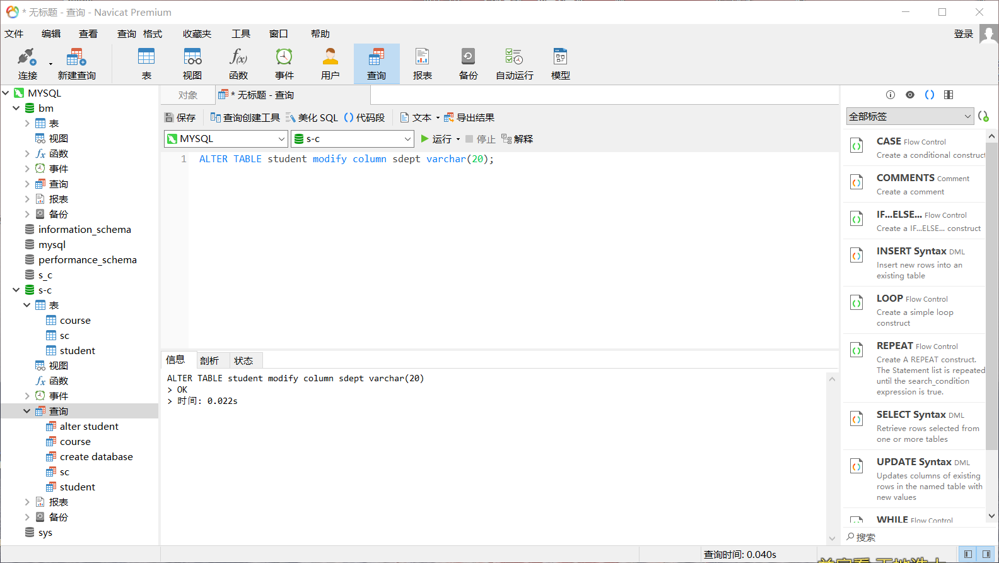 * 无标题 - 查询 - Navicat Premium
文件 编辑 查看 查询 格式 收藏夹 工具 窗口 帮助 登录
连接 新建查询 表 视图 函数 事件 用户 查询 报表 备份 自动运行 模型
MYSQL
bm
表
视图
函数
事件
查询
报表
备份
information_schema
mysql
performance_schema
s_c
s-c
表
course
sc
student
视图
函数
事件
查询
alter student
course
create database
sc
student
报表
备份
sys
对象 * 无标题 - 查询
保存 查询创建工具 美化 SQL () 代码段 文本 导出结果
MYSQL s-c 运行 停止 解释
1 ALTER TABLE student modify column sdept varchar(20);
信息 剖析 状态
ALTER TABLE student modify column sdept varchar(20)
> OK
> 时间: 0.022s
全部标签
CASE Flow Control
Create a conditional construct
COMMENTS Comment
Create a comment
IF...ELSE... Flow Control
Create a IF...ELSE... construct
INSERT Syntax DML
Insert new rows into an
existing table
LOOP Flow Control
Create a simple loop
construct
REPEAT Flow Control
Create A REPEAT construct.
The Statement list is repeated
until the search_condition
expression is true.
SELECT Syntax DML
Retrieve rows selected from
one or more tables
UPDATE Syntax DML
Updates columns of existing
rows in the named table with
new values
WHILE Flow Control
搜索
查询时间: 0.040s